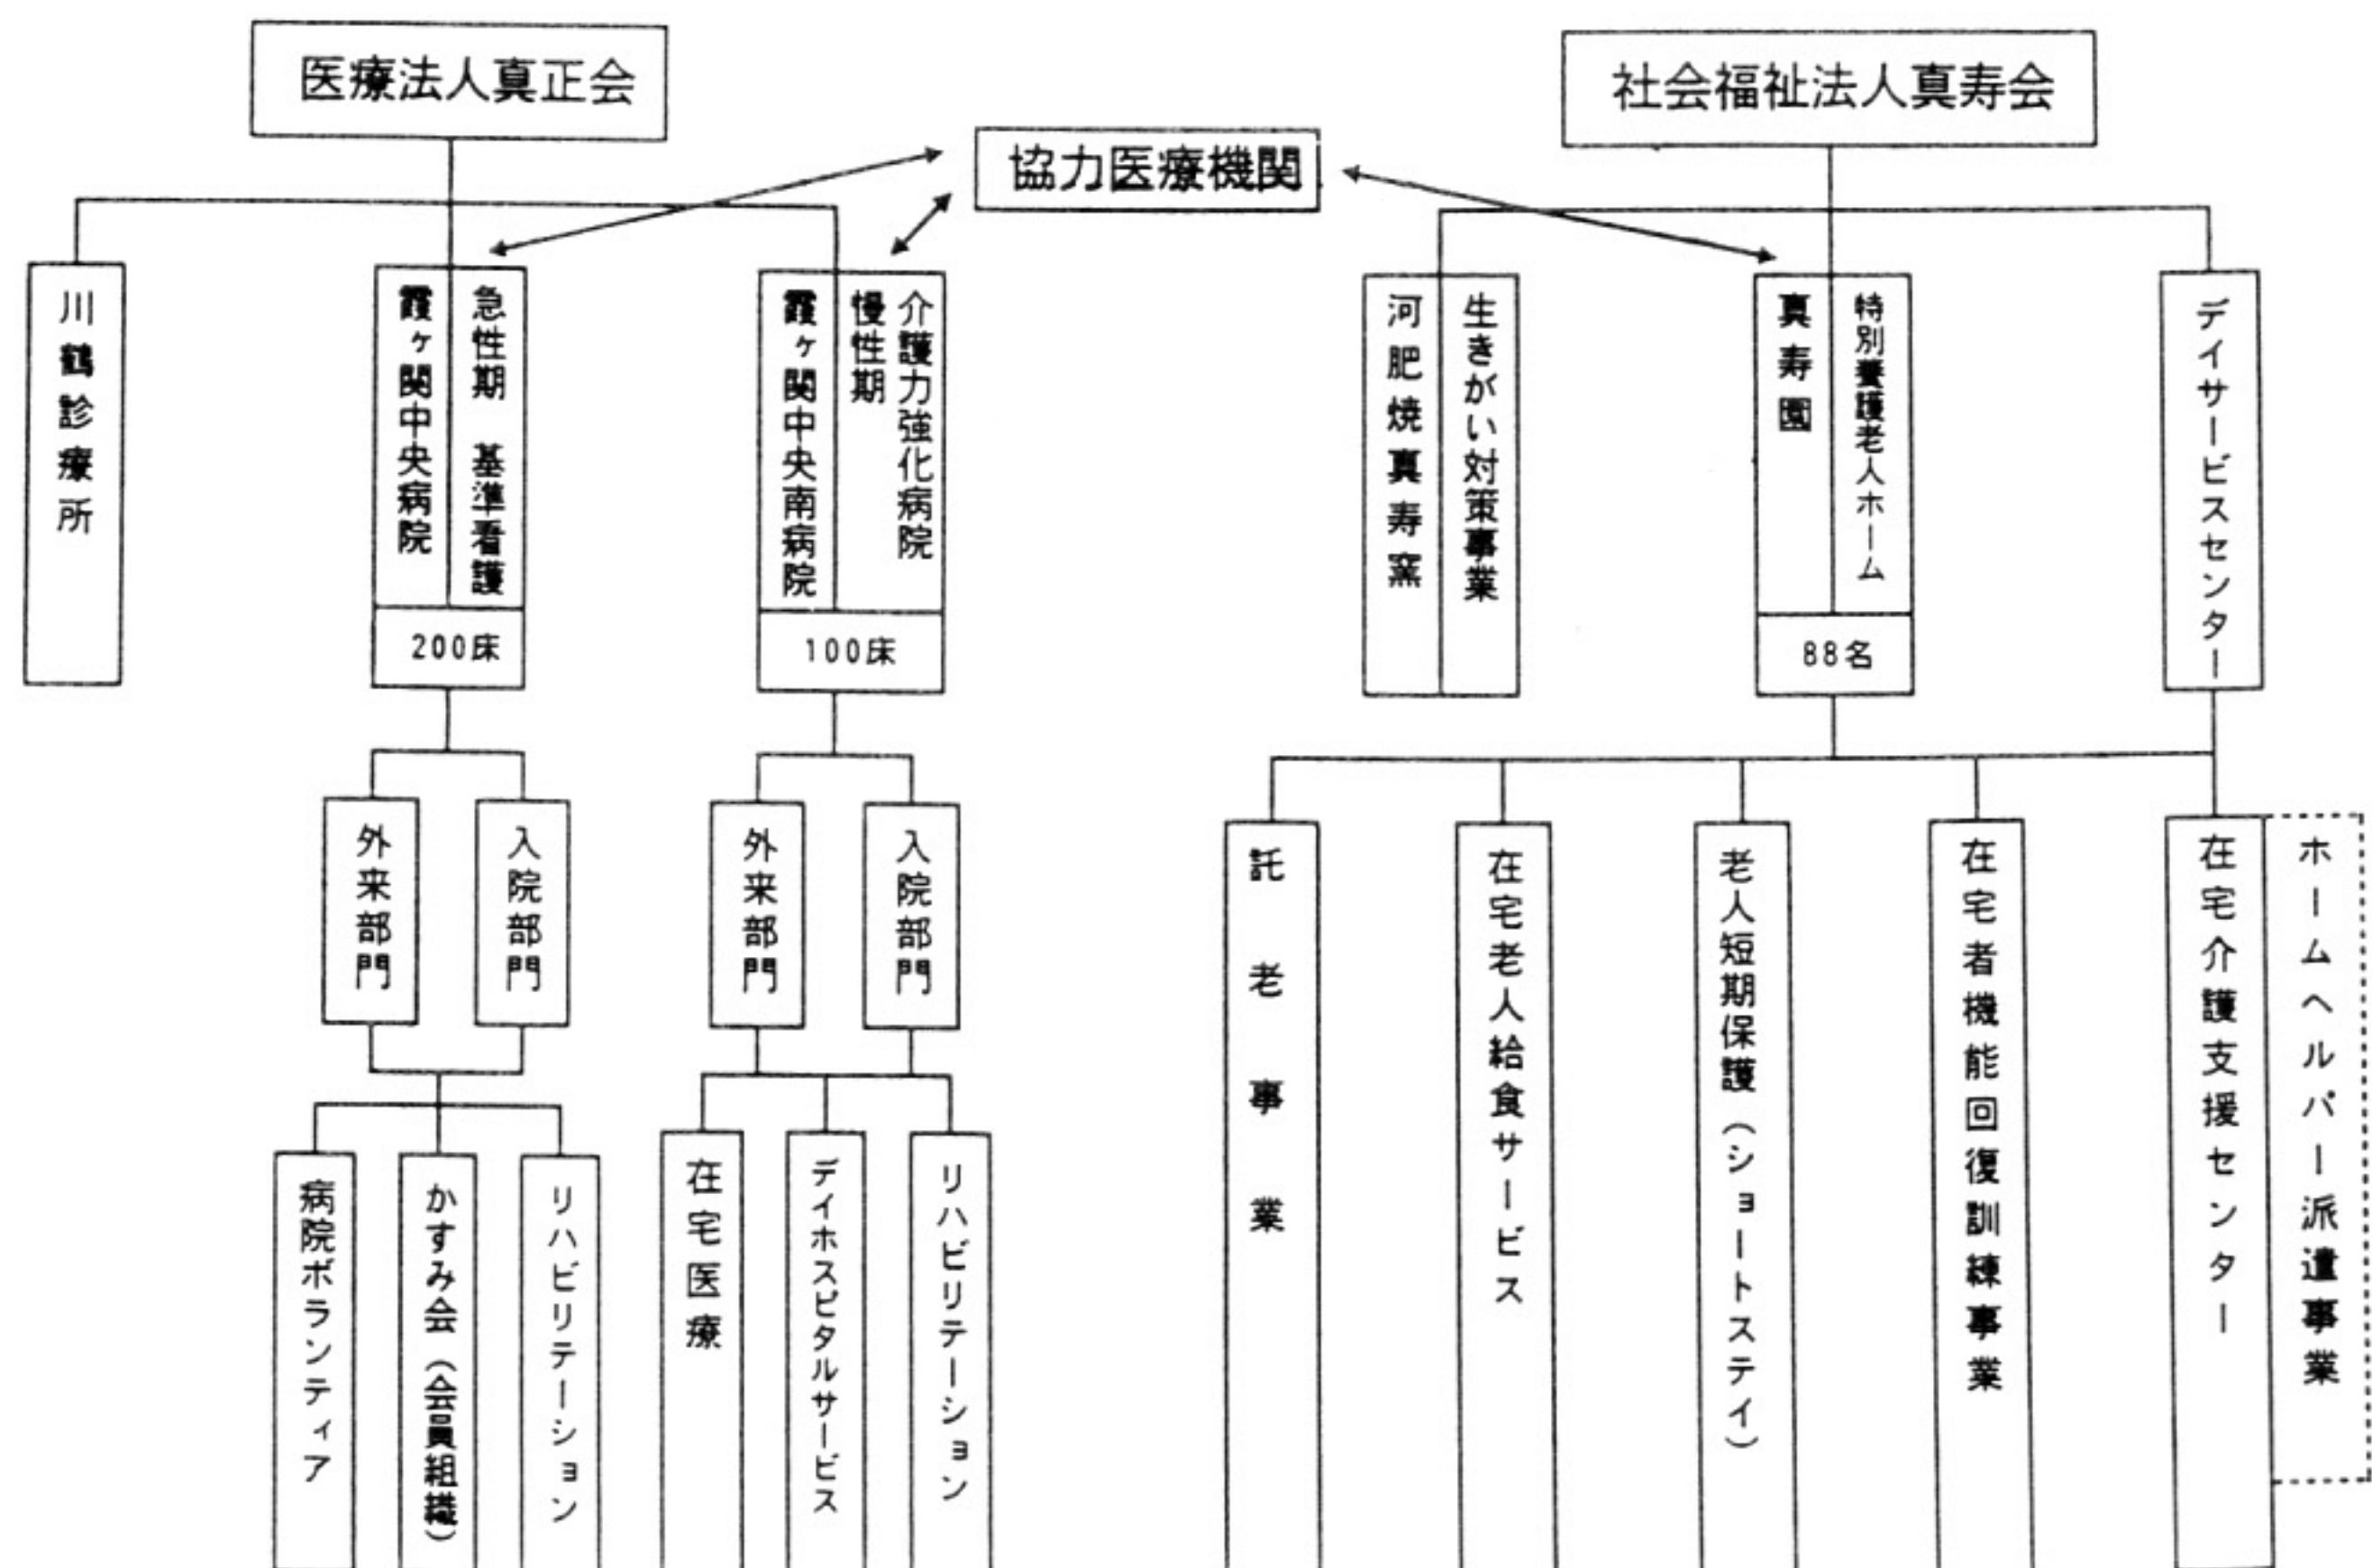 医療法人真正会
社会福祉法人真寿会
協力医療機関
川鶴診療所
霞ヶ関中央病院
急性期 基準看護
200床
霞ヶ関中央南病院
慢性期
介護力強化病院
100床
河肥焼真寿窯
生きがい対策事業
真寿園
特別養護老人ホーム
88名
デイサービスセンター
外来部門
入院部門
外来部門
入院部門
病院ボランティア
かすみ会(会員組織)
リハビリテーション
在宅医療
デイホスピタルサービス
リハビリテーション
託老事業
在宅老人給食サービス
老人短期保護(ショートステイ)
在宅者機能回復訓練事業
在宅介護支援センター
ホームヘルパー派遣事業